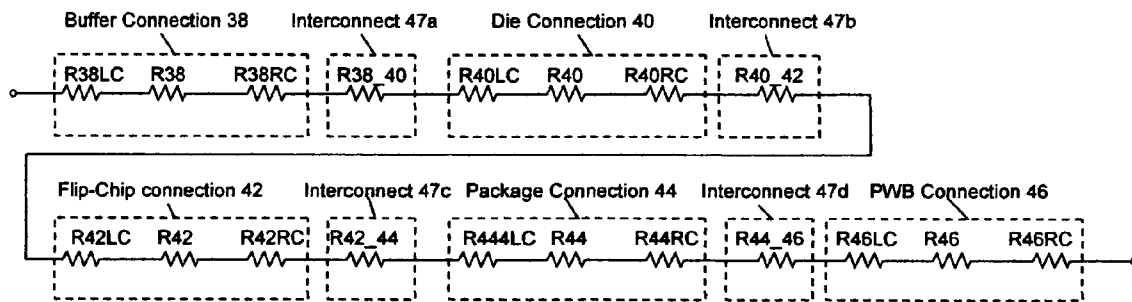 Buffer Connection 38 Interconnect 47a Die Connection 40 Interconnect 47b
R38LC R38 R38RC R38_40 R40LC R40 R40RC R40_42
Flip-Chip connection 42 Interconnect 47c Package Connection 44 Interconnect 47d PWB Connection 46
R42LC R42 R42RC R42_44 R444LC R44 R44RC R44_46 R46LC R46 R46RC